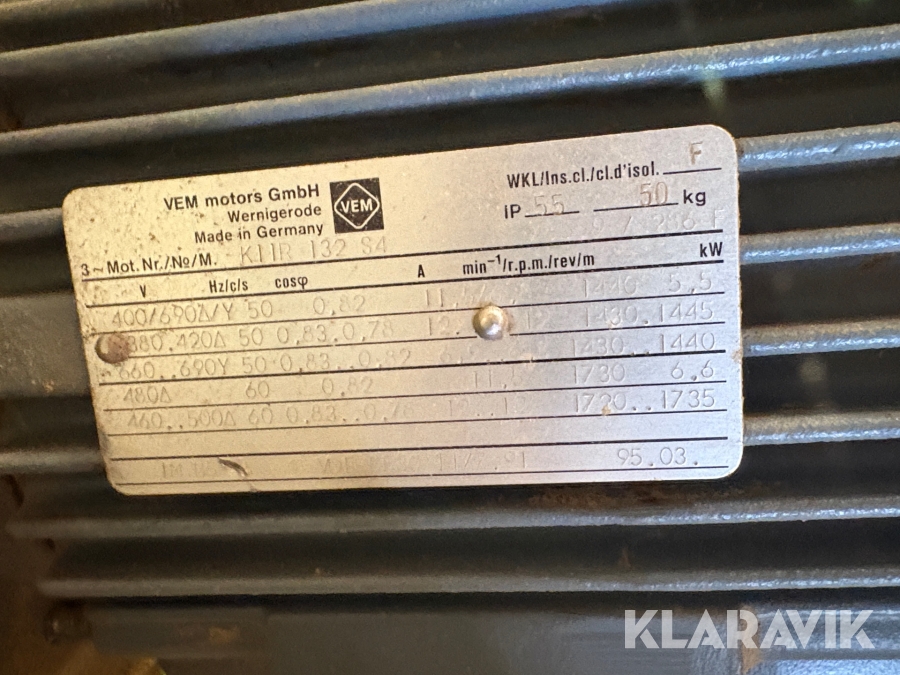 VEM motors GmbH
Wernigerode
Made in Germany
VEM
WKL/Ins.cl./cl.d'isol. F
IP 55 50 kg
3~Mot.Nr./No/M. K11R 132 S4
V Hz/c/s cosφ A min⁻¹/r.p.m./rev/m kW
400/690Δ/Y 50 0,82 1440 5,5
380..420Δ 50 0,83..0,78 1430..1445
660..690Y 50 0,83..0,82 1430..1440
480Δ 60 0,82 1730 6,6
460..500Δ 60 0,83.. 1720..1735
95.03.
KLARAVIK